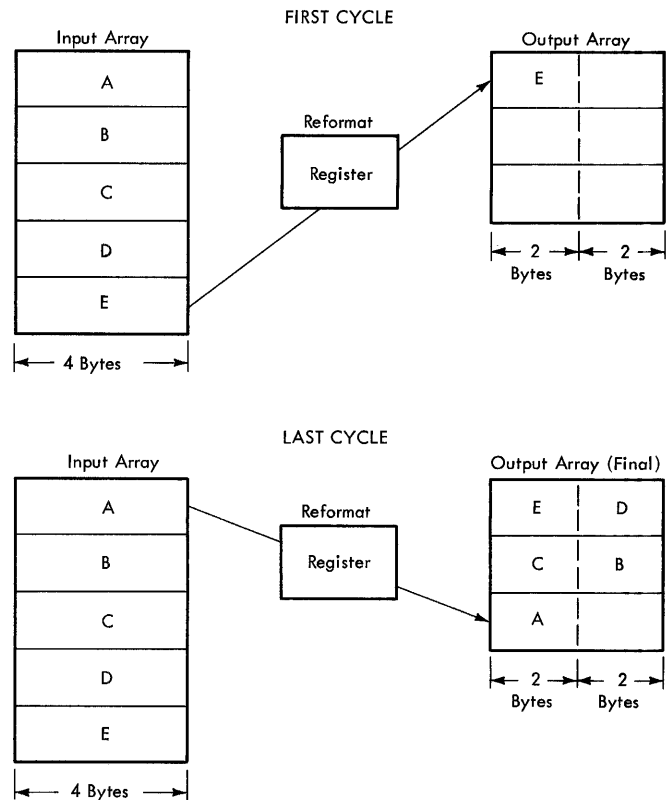 FIRST CYCLE
Input Array
A
B
C
D
E
4 Bytes
Reformat
Register
Output Array
E
2 2
Bytes Bytes
LAST CYCLE
Input Array
A
B
C
D
E
4 Bytes
Reformat
Register
Output Array (Final)
E D
C B
A
2 2
Bytes Bytes